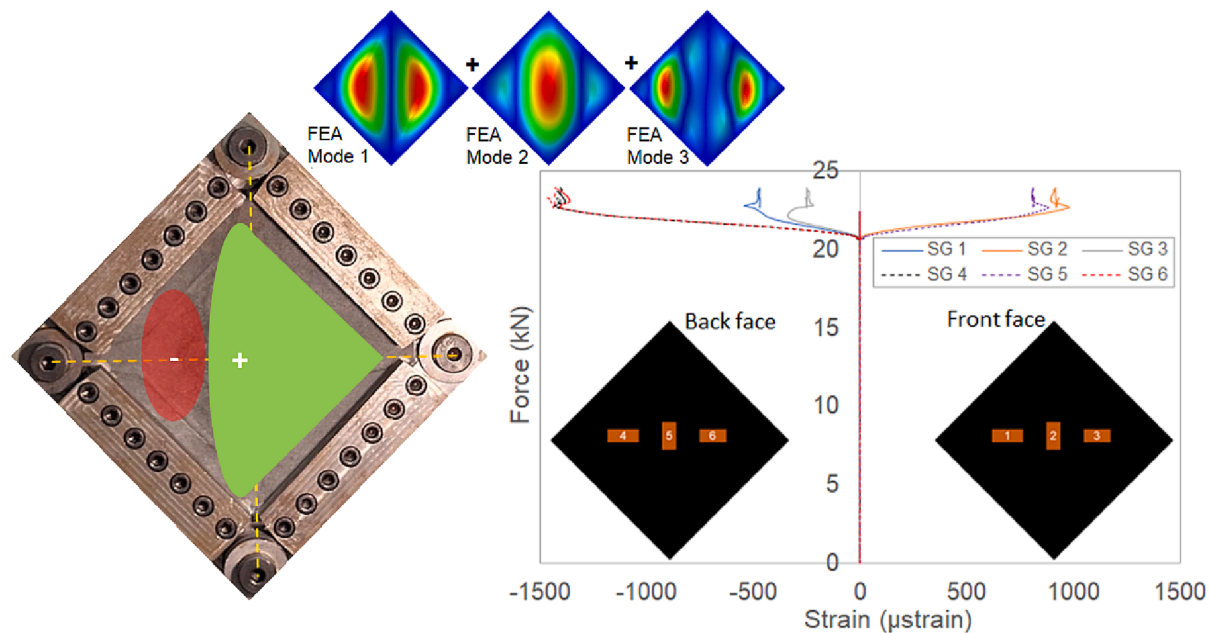 +
+
FEA
Mode 1
FEA
Mode 2
FEA
Mode 3
-
+
25
20
15
10
5
0
Force (kN)
SG 1
SG 2
SG 3
SG 4
SG 5
SG 6
Back face
Front face
4
5
6
1
2
3
-1500
-1000
-500
0
500
1000
1500
Strain (µstrain)